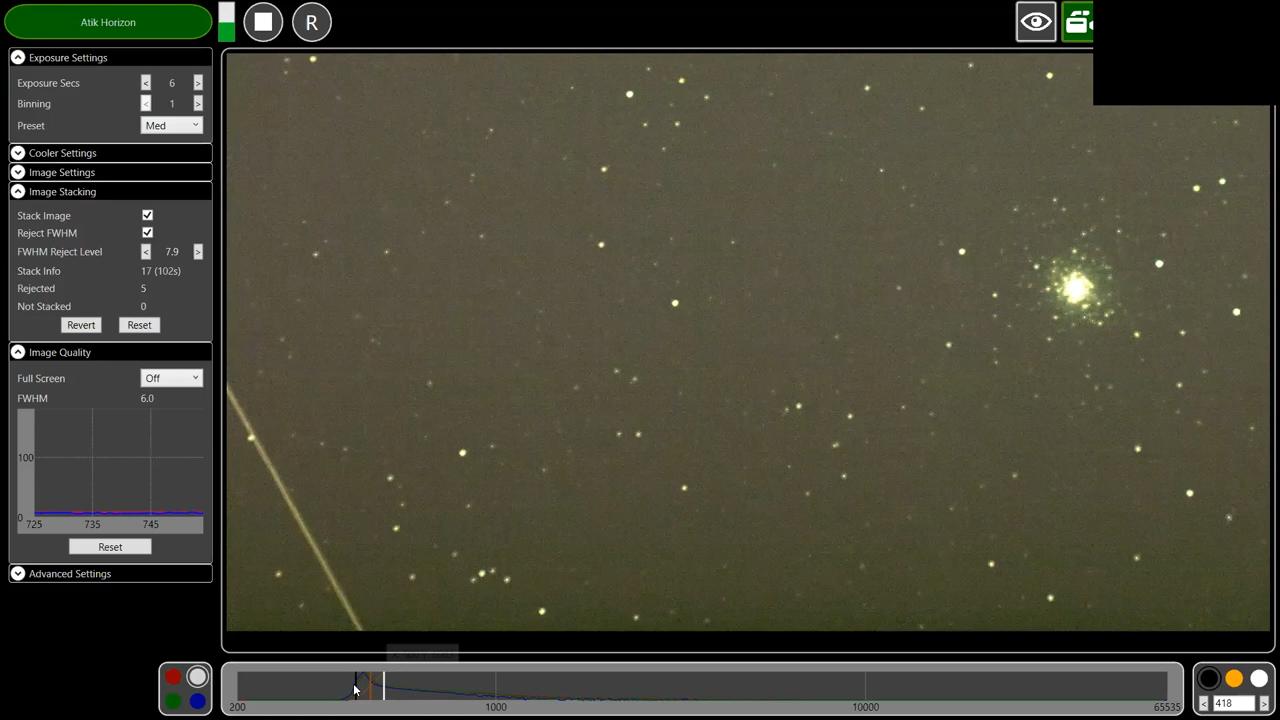 Atik Horizon
R
Exposure Settings
Exposure Secs < 6 >
Binning < 1 >
Preset Med
Cooler Settings
Image Settings
Image Stacking
Stack Image
Reject FWHM
FWHM Reject Level < 7.9 >
Stack Info 17 (102s)
Rejected 5
Not Stacked 0
Revert Reset
Image Quality
Full Screen Off
FWHM 6.0
100
0
725 735 745
Reset
Advanced Settings
200 1000 10000 65535
< 418 >